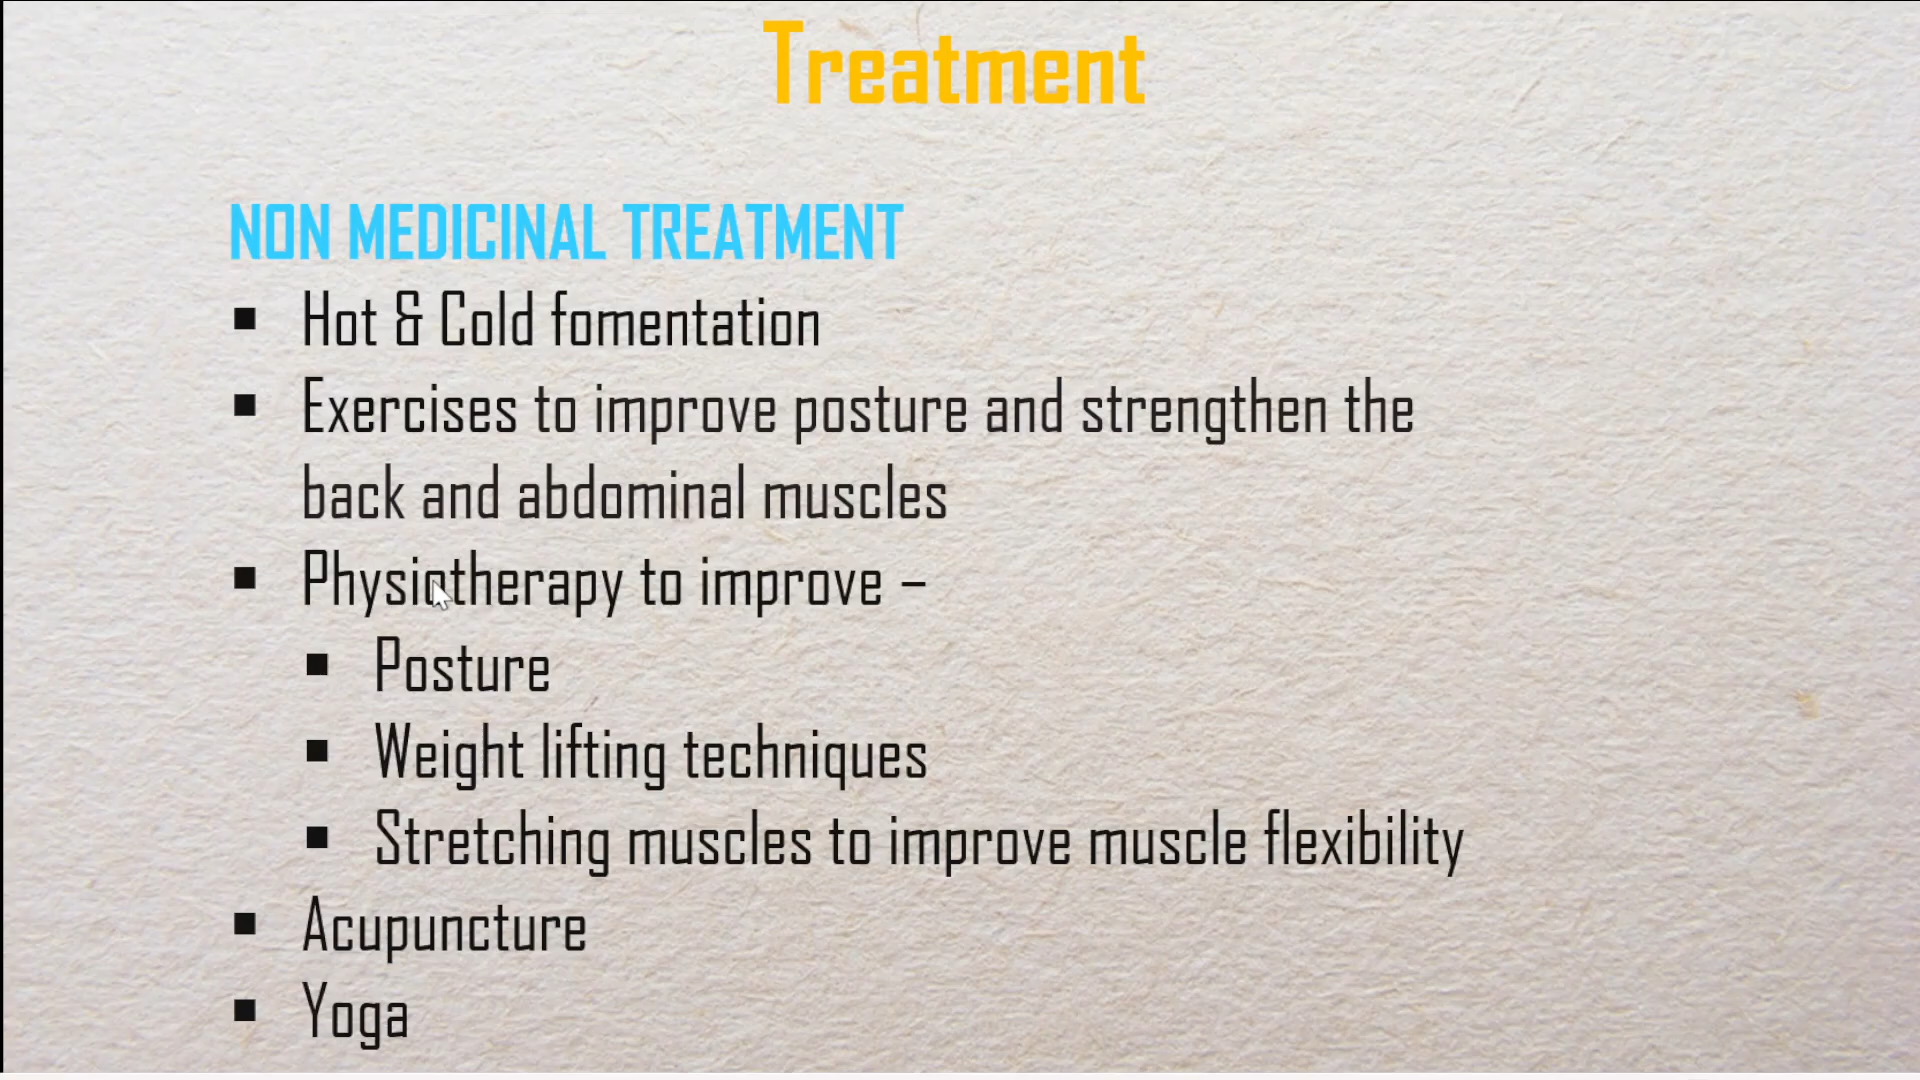 Treatment
NON MEDICINAL TREATMENT
▪ Hot & Cold fomentation
▪ Exercises to improve posture and strengthen the
back and abdominal muscles
▪ Physiotherapy to improve –
▪ Posture
▪ Weight lifting techniques
▪ Stretching muscles to improve muscle flexibility
▪ Acupuncture
▪ Yoga